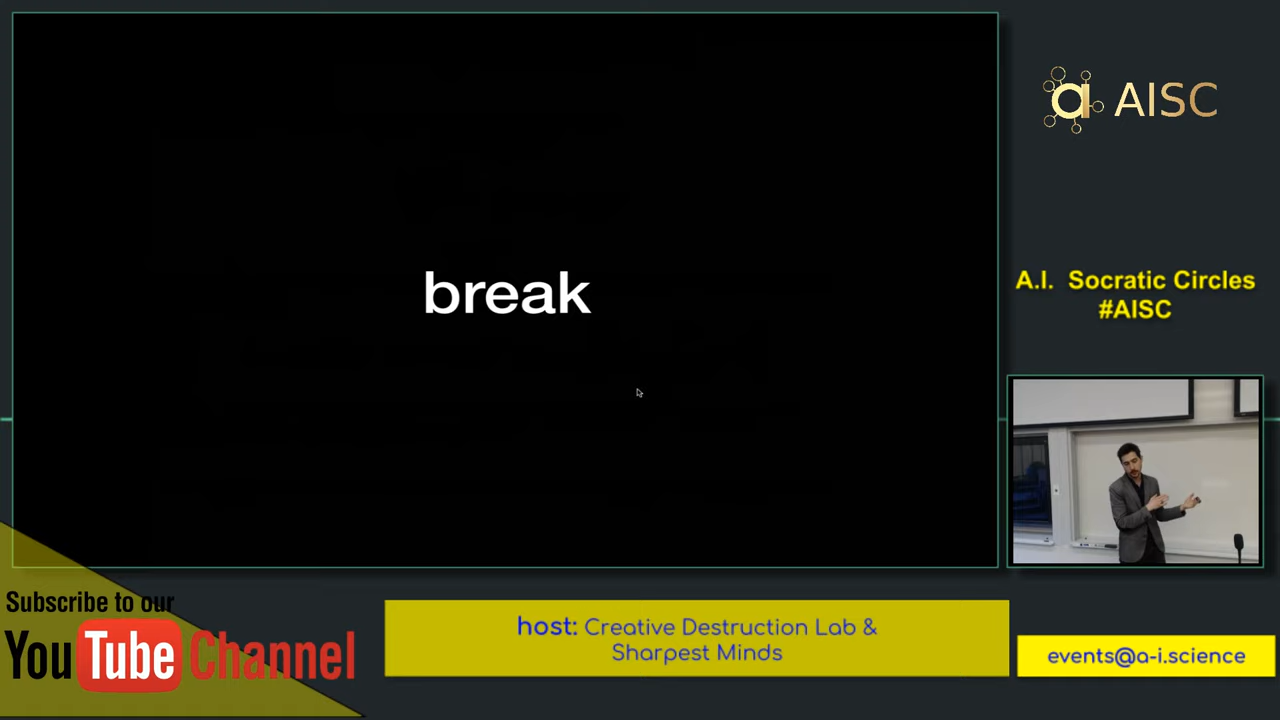 break
AISC
A.I. Socratic Circles
#AISC
Subscribe to our
YouTube Channel
host: Creative Destruction Lab &
Sharpest Minds
events@a-i.science